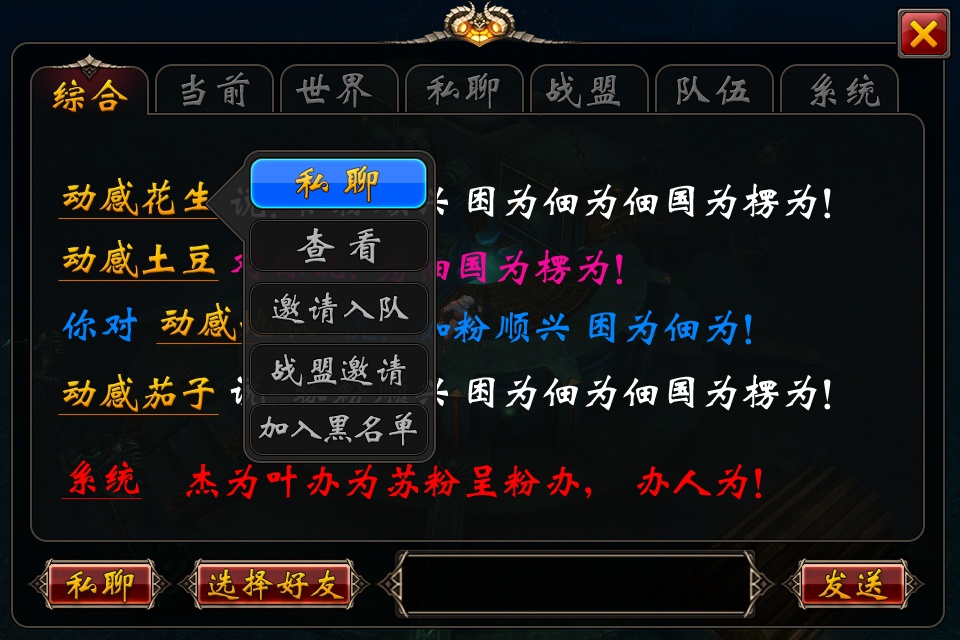 综合 当前 世界 私聊 战盟 队伍 系统
动感花生 困为佃为佃国为楞为!
私聊
查看
动感土豆 佃国为楞为!
邀请入队
你对 动感 粉顺兴 困为佃为!
战盟邀请
动感茄子 兴 困为佃为佃国为楞为!
加入黑名单
系统 杰为叶办为苏粉呈粉办, 办人为!
私聊 选择好友 发送